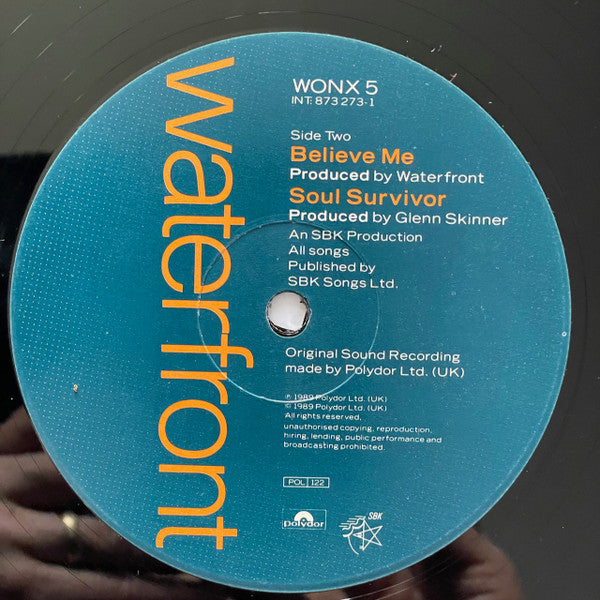 waterfront
WONX 5
INT: 873 273-1
Side Two
Believe Me
Produced by Waterfront
Soul Survivor
Produced by Glenn Skinner
An SBK Production
All songs
Published by
SBK Songs Ltd.
Original Sound Recording
made by Polydor Ltd. (UK)
℗ 1989 Polydor Ltd. (UK)
© 1989 Polydor Ltd. (UK)
All rights reserved,
unauthorised copying, reproduction,
hiring, lending, public performance and
broadcasting prohibited.
POL 122
polydor
SBK